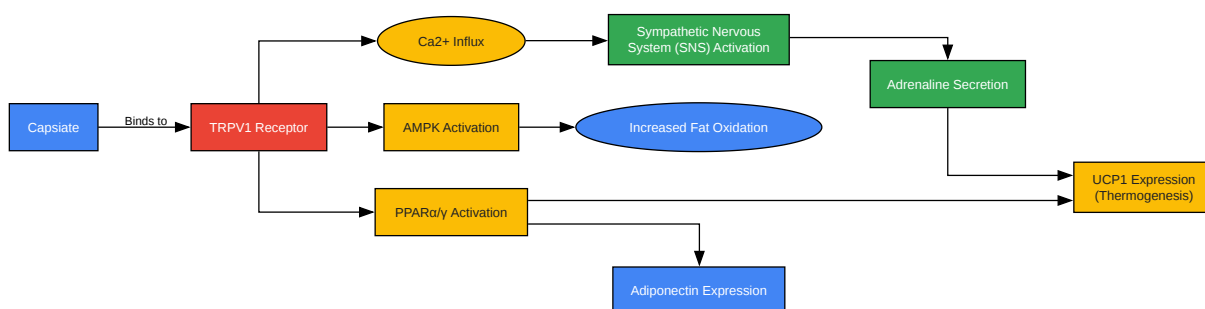 Ca2+ Influx
Sympathetic Nervous
System (SNS) Activation
Adrenaline Secretion
Capsiate
Binds to
TRPV1 Receptor
AMPK Activation
Increased Fat Oxidation
UCP1 Expression
(Thermogenesis)
PPARα/γ Activation
Adiponectin Expression